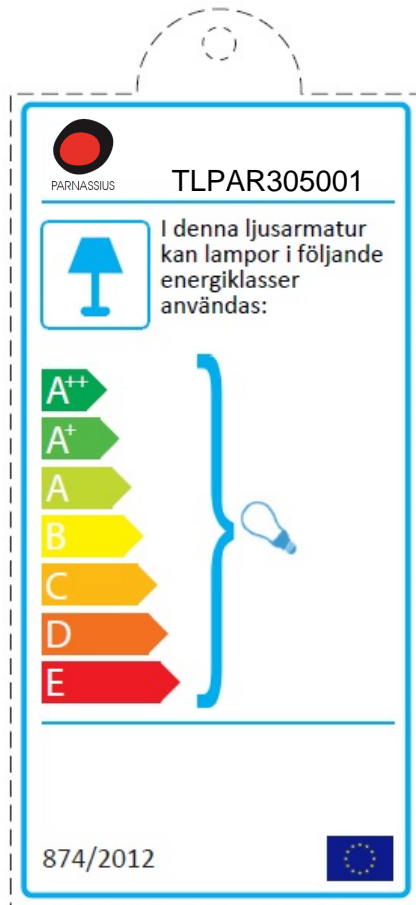 PARNASSIUS
TLPAR305001
I denna ljusarmatur
kan lampor i följande
energiklasser
användas:
A++
A+
A
B
C
D
E
874/2012